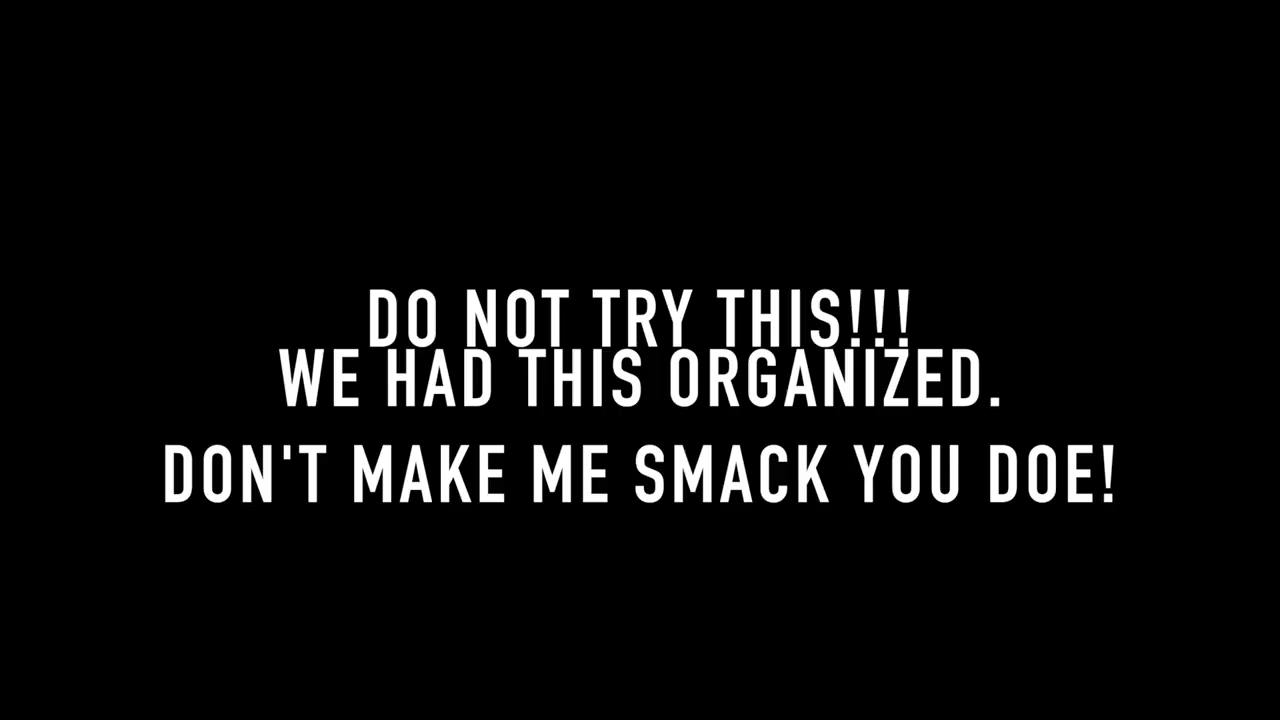 DO NOT TRY THIS!!!
WE HAD THIS ORGANIZED.
DON'T MAKE ME SMACK YOU DOE!